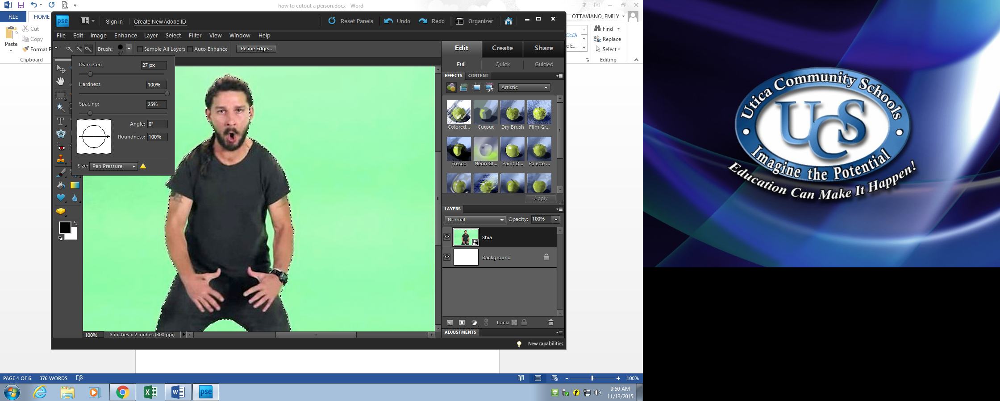 how to cutout a person.docx - Word
FILE
HOME
OTTAVIANO, EMILY
Cut
Copy
Format P
Paste
Clipboard
Find
Replace
Select
Editing
pse
Sign In
Create New Adobe ID
Reset Panels
Undo
Redo
Organizer
File Edit Image Enhance Layer Select Filter View Window Help
Brush:
27
Sample All Layers
Auto-Enhance
Refine Edge...
Diameter: 27 px
Hardness 100%
Spacing: 25%
Angle: 0°
Roundness: 100%
Size: Pen Pressure
Edit Create Share
Full Quick Guided
EFFECTS CONTENT
Artistic
Colored... Cutout Dry Brush Film Gr...
Fresco Neon Gl... Paint D... Palette ...
Apply
LAYERS
Normal Opacity: 100%
Shia
Background
Lock:
ADJUSTMENTS
100% 3 inches x 2 inches (300 ppi)
New capabilities
PAGE 4 OF 6 376 WORDS
100%
9:50 AM
11/13/2015
Utica Community Schools
UCS
Imagine the Potential
Education Can Make It Happen!